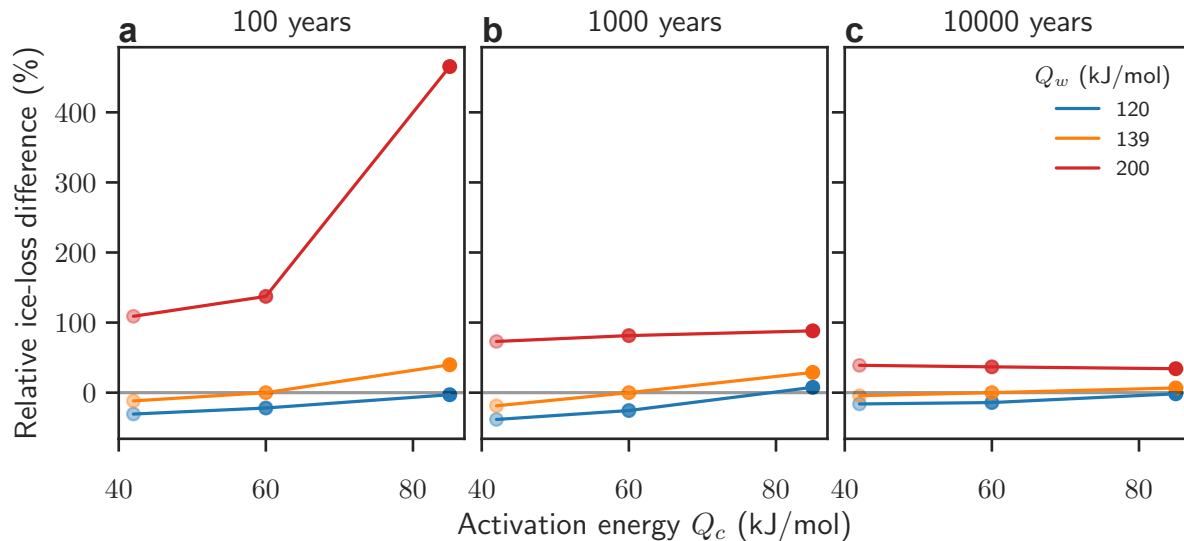 a 100 years b 1000 years c 10000 years
Relative ice-loss difference (%)
400
300
200
100
0
Q_w (kJ/mol)
120
139
200
40 60 80 40 60 80 40 60 80
Activation energy Q_c (kJ/mol)